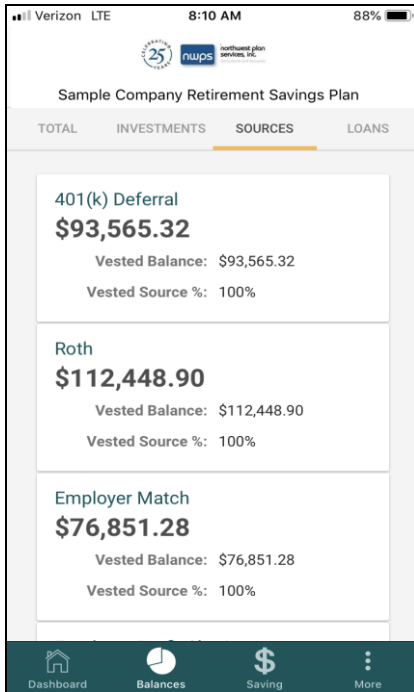 Verizon LTE 8:10 AM 88%
CELEBRATING
25
nwps northwest plan
services, inc.
Sample Company Retirement Savings Plan
TOTAL INVESTMENTS SOURCES LOANS
401(k) Deferral
$93,565.32
Vested Balance: $93,565.32
Vested Source %: 100%
Roth
$112,448.90
Vested Balance: $112,448.90
Vested Source %: 100%
Employer Match
$76,851.28
Vested Balance: $76,851.28
Vested Source %: 100%
Dashboard Balances Saving More